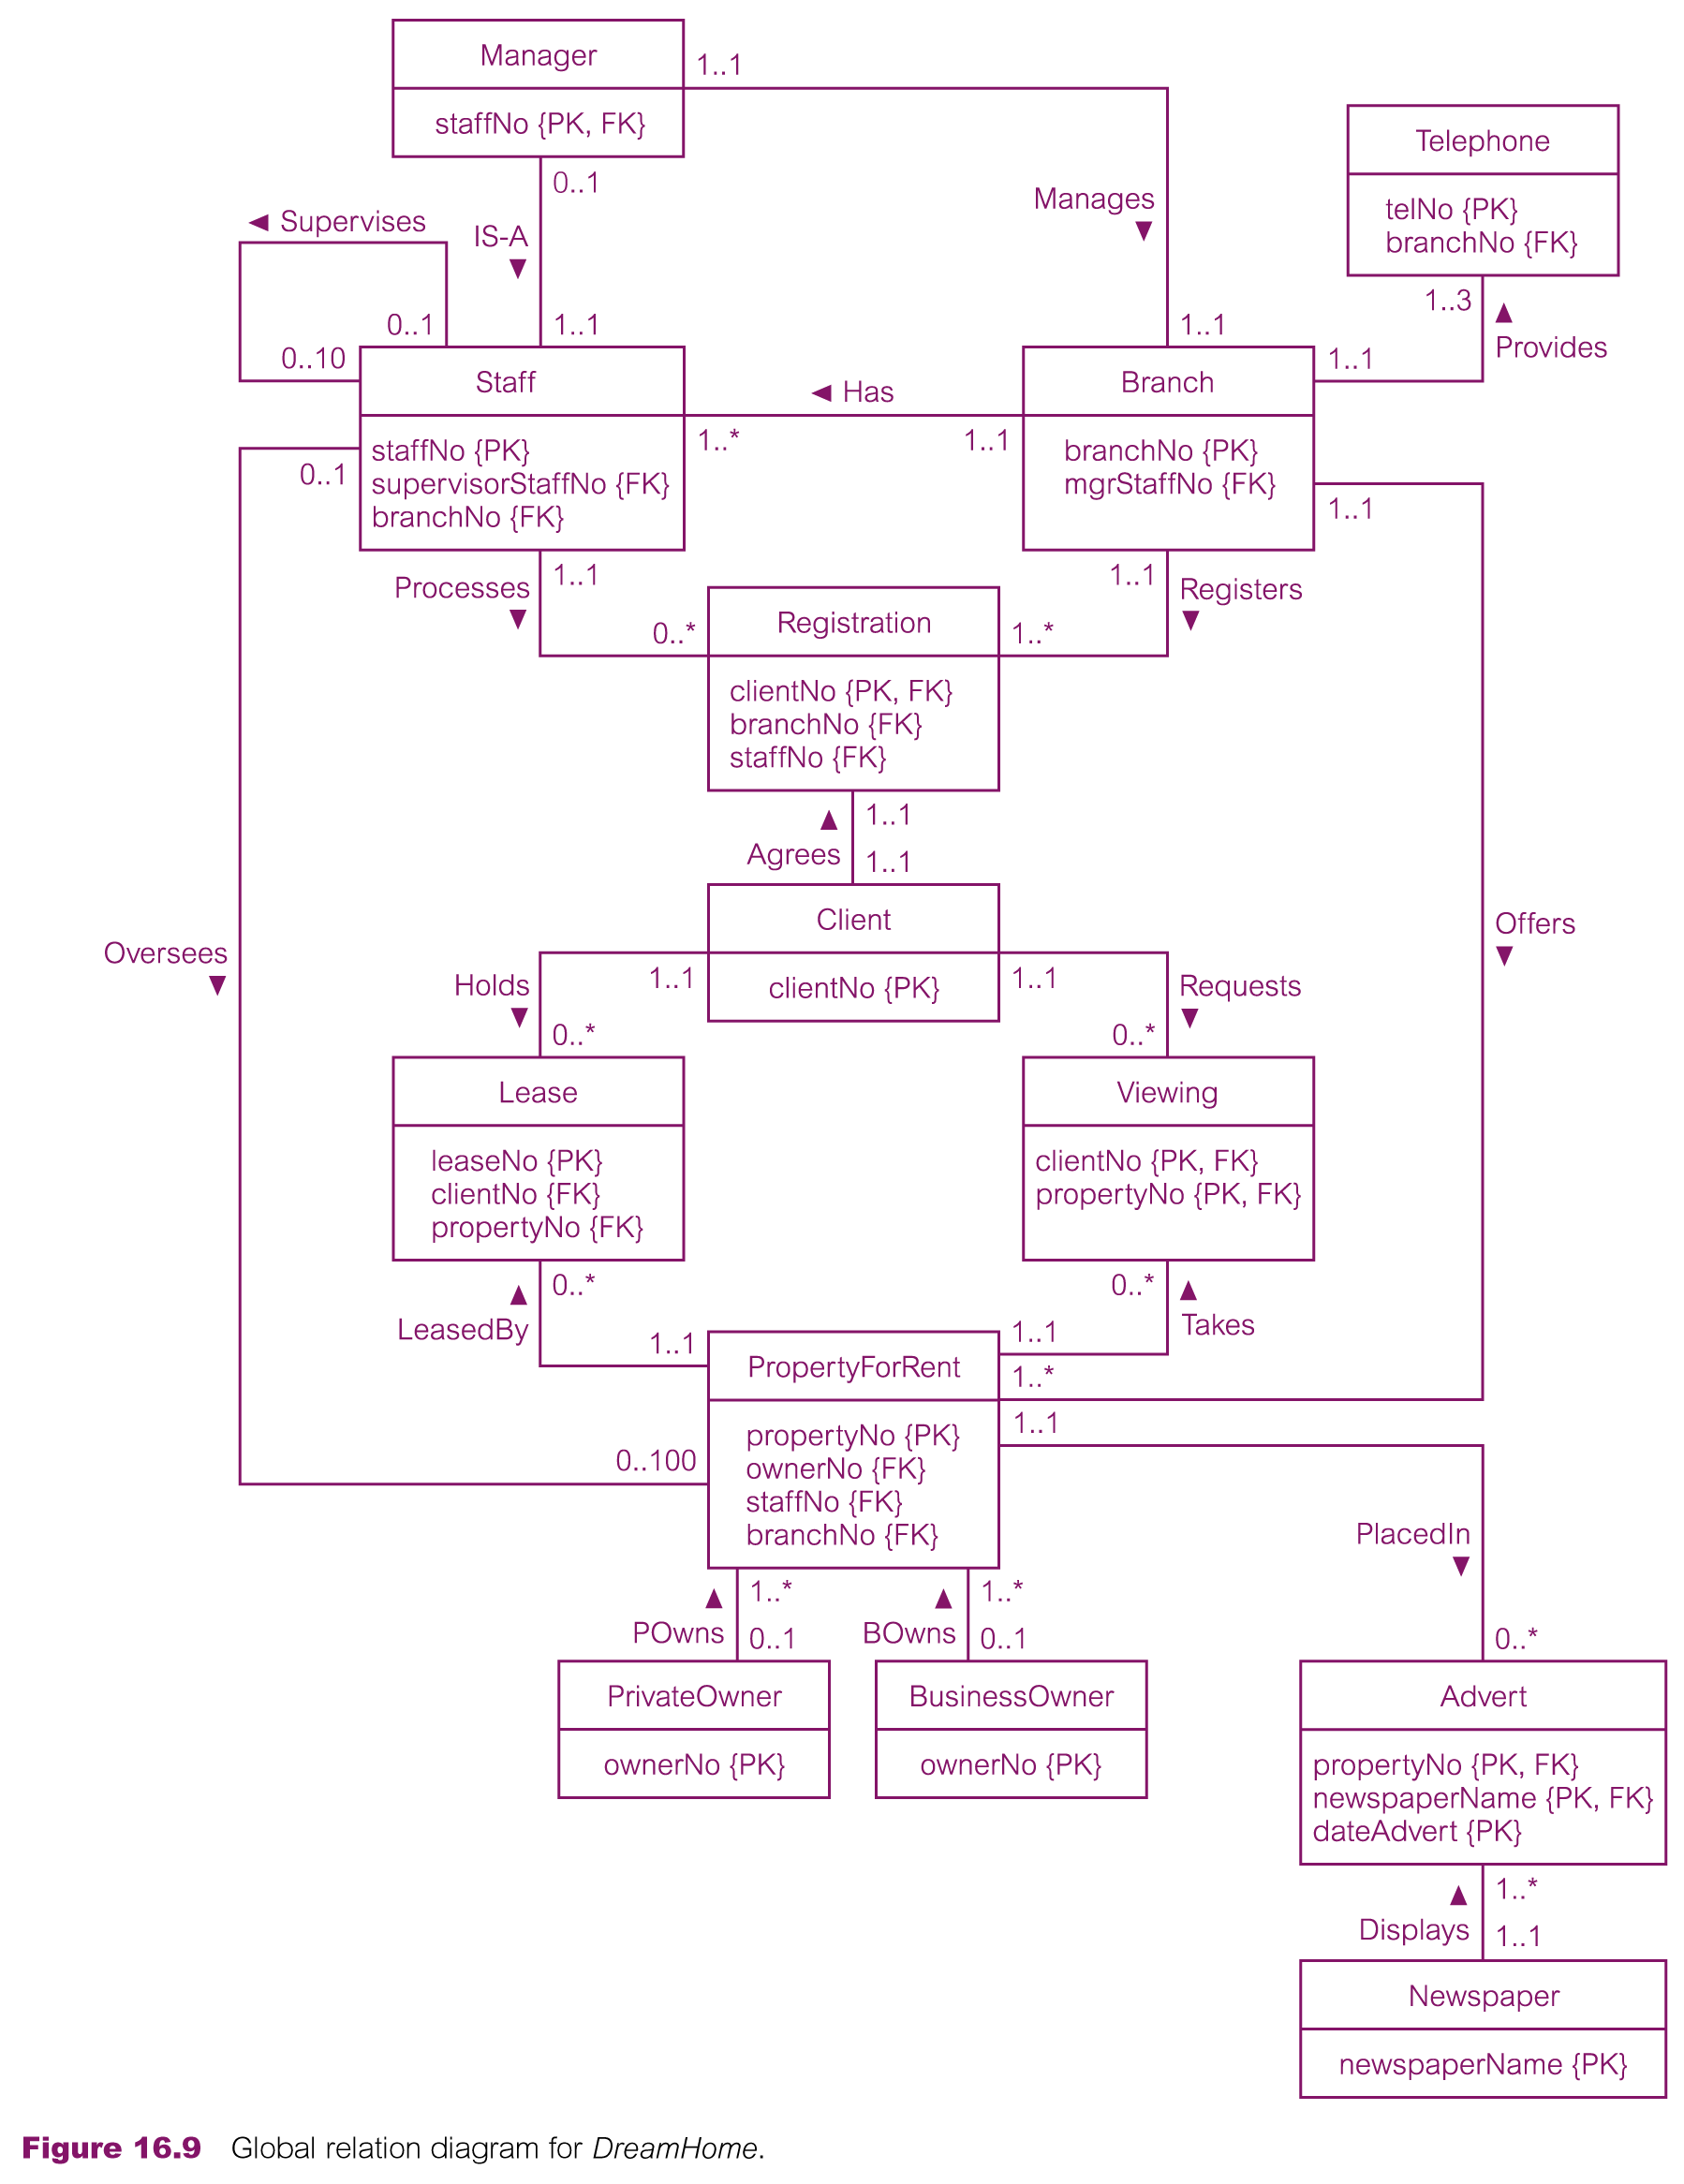 Manager
1..1
staffNo {PK, FK}
0..1
IS-A
▼
1..1
Manages
▼
1..1
Telephone
telNo {PK}
branchNo {FK}
1..3
▲
Provides
1..1
◄ Supervises
0..1
0..10
Staff
staffNo {PK}
supervisorStaffNo {FK}
branchNo {FK}
◄ Has
1..*
1..1
Branch
branchNo {PK}
mgrStaffNo {FK}
0..1
1..1
Processes
▼
1..1
0..*
1..1
Registers
▼
1..*
Registration
clientNo {PK, FK}
branchNo {FK}
staffNo {FK}
1..1
▲
Agrees
1..1
Client
clientNo {PK}
Oversees
▼
Offers
▼
Holds
▼
1..1
0..*
1..1
Requests
▼
0..*
Lease
leaseNo {PK}
clientNo {FK}
propertyNo {FK}
Viewing
clientNo {PK, FK}
propertyNo {PK, FK}
0..*
▲
LeasedBy
1..1
0..*
▲
Takes
1..1
1..*
1..1
PropertyForRent
propertyNo {PK}
ownerNo {FK}
staffNo {FK}
branchNo {FK}
0..100
PlacedIn
▼
0..*
▲
POwns
1..*
0..1
▲
BOwns
1..*
0..1
PrivateOwner
ownerNo {PK}
BusinessOwner
ownerNo {PK}
Advert
propertyNo {PK, FK}
newspaperName {PK, FK}
dateAdvert {PK}
1..*
▲
Displays
1..1
Newspaper
newspaperName {PK}
Figure 16.9 Global relation diagram for DreamHome.